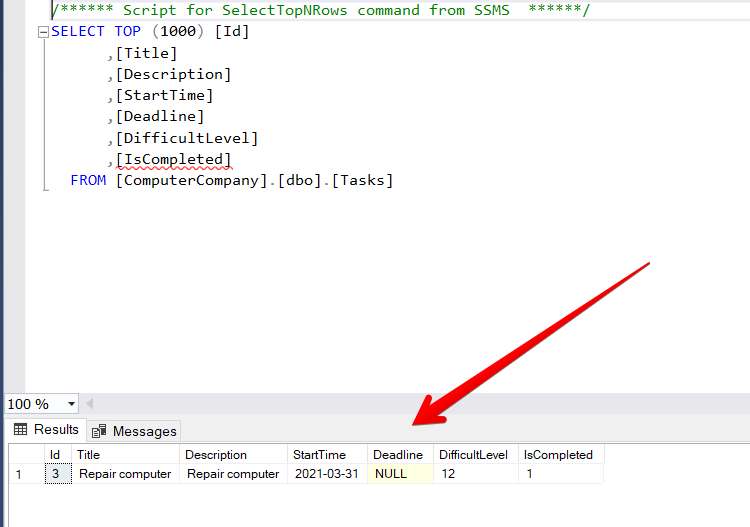 /****** Script for SelectTopNRows command from SSMS  ******/
SELECT TOP (1000) [Id]
      ,[Title]
      ,[Description]
      ,[StartTime]
      ,[Deadline]
      ,[DifficultLevel]
      ,[IsCompleted]
  FROM [ComputerCompany].[dbo].[Tasks]
100 %
Results Messages
Id Title Description StartTime Deadline DifficultLevel IsCompleted
1 3 Repair computer Repair computer 2021-03-31 NULL 12 1